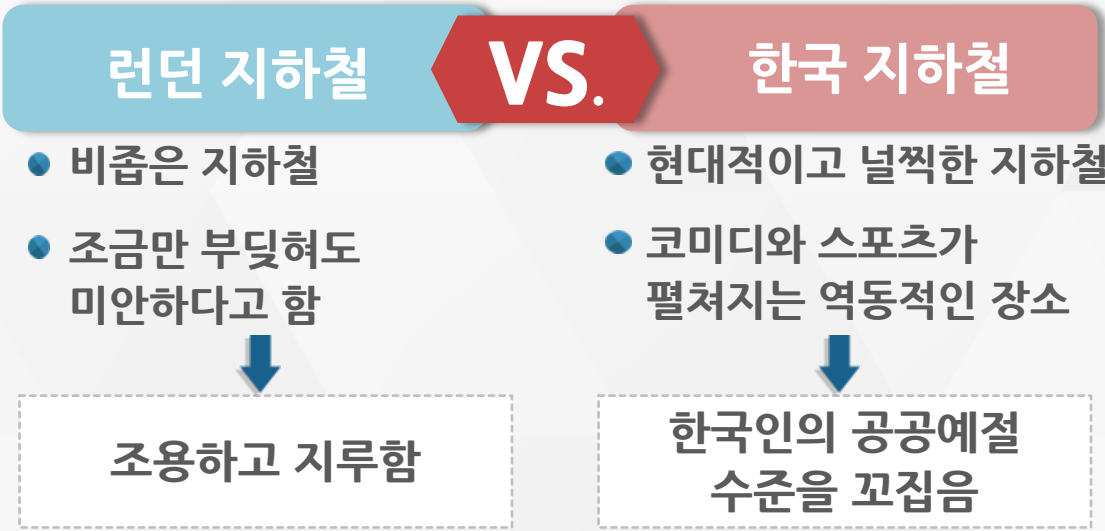 런던 지하철
VS.
한국 지하철
비좁은 지하철
조금만 부딪혀도
미안하다고 함
조용하고 지루함
현대적이고 널찍한 지하철
코미디와 스포츠가
펼쳐지는 역동적인 장소
한국인의 공공예절
수준을 꼬집음